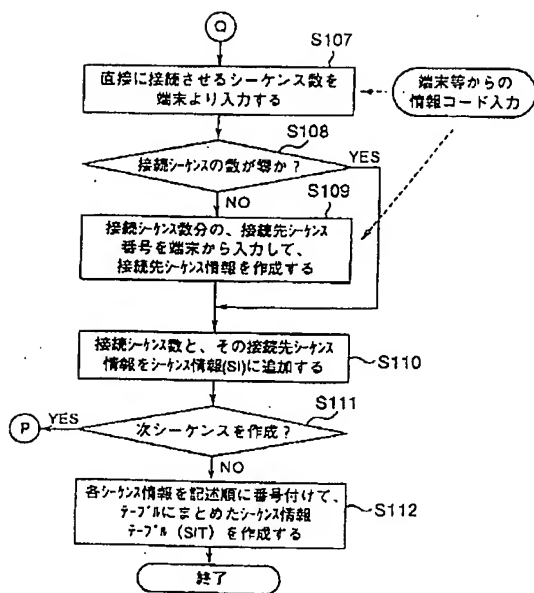 Q
S107
直接に接続させるシーケンス数を
端末より入力する
端末等からの
情報コード入力
S108
接続シーケンスの数が零か？
YES
NO
S109
接続シーケンス数分の、接続先シーケンス
番号を端末から入力して、
接続先シーケンス情報を作成する
接続シーケンス数と、その接続先シーケンス
情報をシーケンス情報(SI)に追加する
S110
S111
P
YES
次シーケンスを作成？
NO
各シーケンス情報を記述順に番号付けて、
テーブルにまとめたシーケンス情報
テーブル（SIT）を作成する
S112
終了